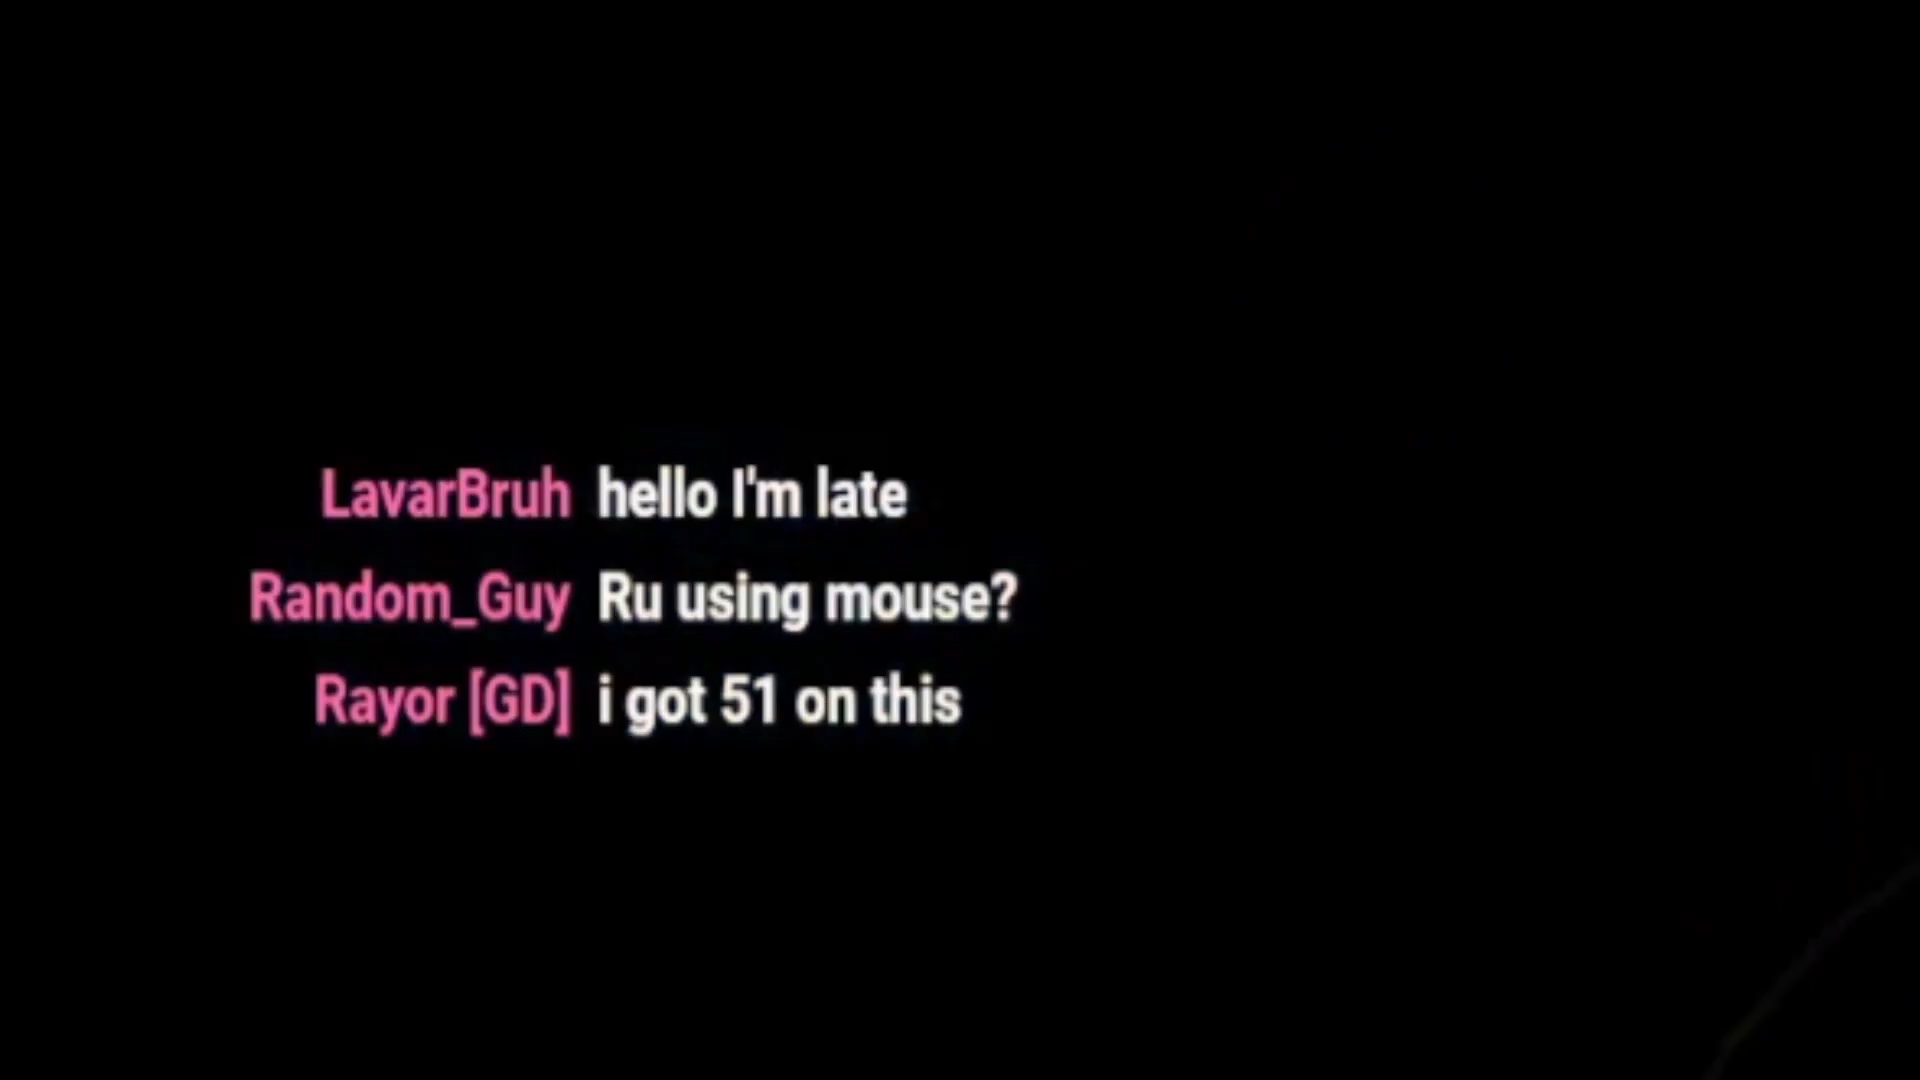 LavarBruh hello I'm late
Random_Guy Ru using mouse?
Rayor [GD] i got 51 on this